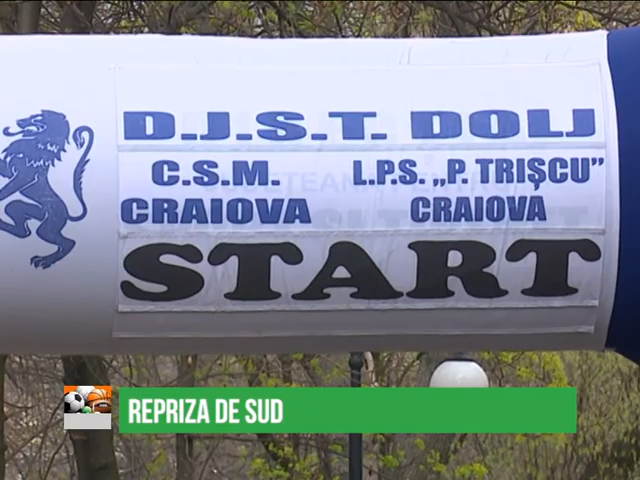 D.J.S.T. DOLJ
C.S.M. L.P.S. „P. TRIŞCU”
CRAIOVA CRAIOVA
START
REPRIZA DE SUD